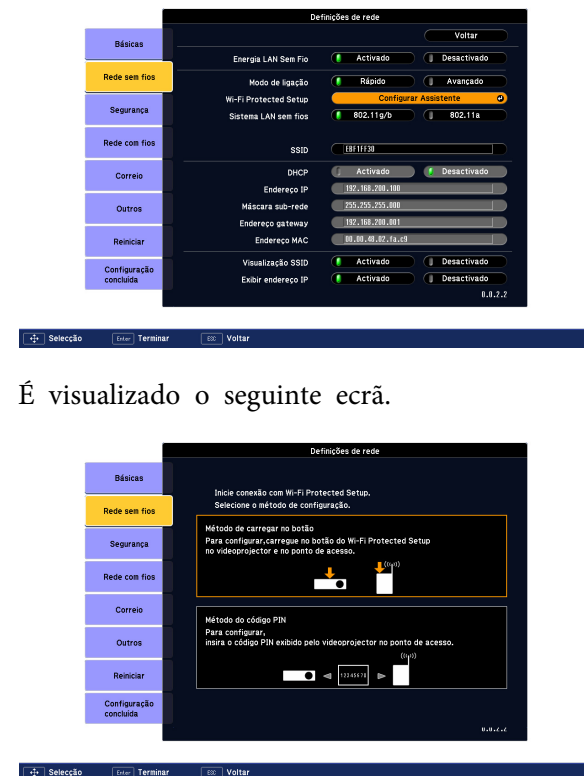 Definições de rede
Voltar
Básicas
Rede sem fios
Segurança
Rede com fios
Correio
Outros
Reiniciar
Configuração
concluída
Energia LAN Sem Fio Activado Desactivado
Modo de ligação Rápido Avançado
Wi-Fi Protected Setup Configurar Assistente
Sistema LAN sem fios 802.11g/b 802.11a
SSID EBF1FF30
DHCP Activado Desactivado
Endereço IP 192.168.200.100
Máscara sub-rede 255.255.255.000
Endereço gateway 192.168.200.001
Endereço MAC 00.00.48.02.fa.c9
Visualização SSID Activado Desactivado
Exibir endereço IP Activado Desactivado
0.0.2.2
Selecção Enter Terminar ESC Voltar
É visualizado o seguinte ecrã.
Definições de rede
Básicas
Rede sem fios
Segurança
Rede com fios
Correio
Outros
Reiniciar
Configuração
concluída
Inicie conexão com Wi-Fi Protected Setup.
Selecione o método de configuração.
Método de carregar no botão
Para configurar,carregue no botão do Wi-Fi Protected Setup
no videoprojector e no ponto de acesso.
Método do código PIN
Para configurar,
insira o código PIN exibido pelo videoprojector no ponto de acesso.
12345678
0.0.2.2
Selecção Enter Terminar ESC Voltar